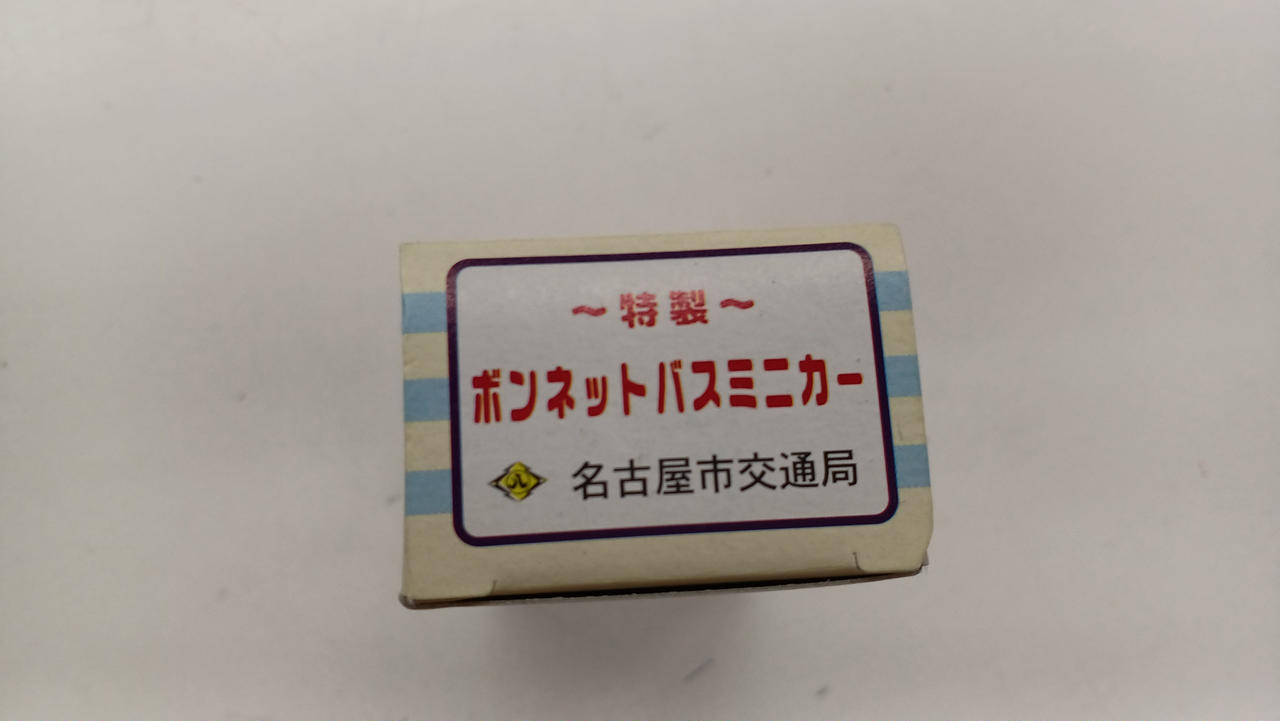 ～特製～
ボンネットバスミニカー
八 名古屋市交通局